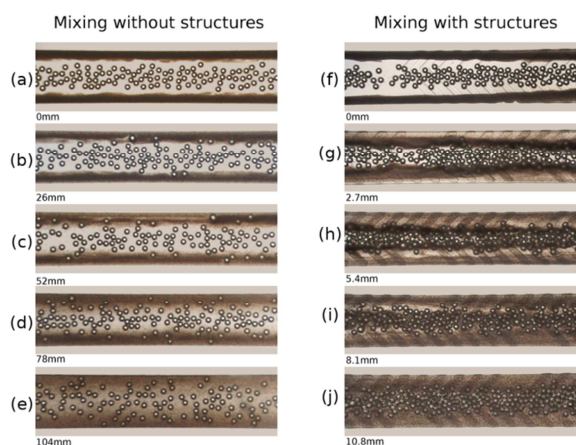 Mixing without structures
(a)
0mm
(b)
26mm
(c)
52mm
(d)
78mm
(e)
104mm
Mixing with structures
(f)
0mm
(g)
2.7mm
(h)
5.4mm
(i)
8.1mm
(j)
10.8mm